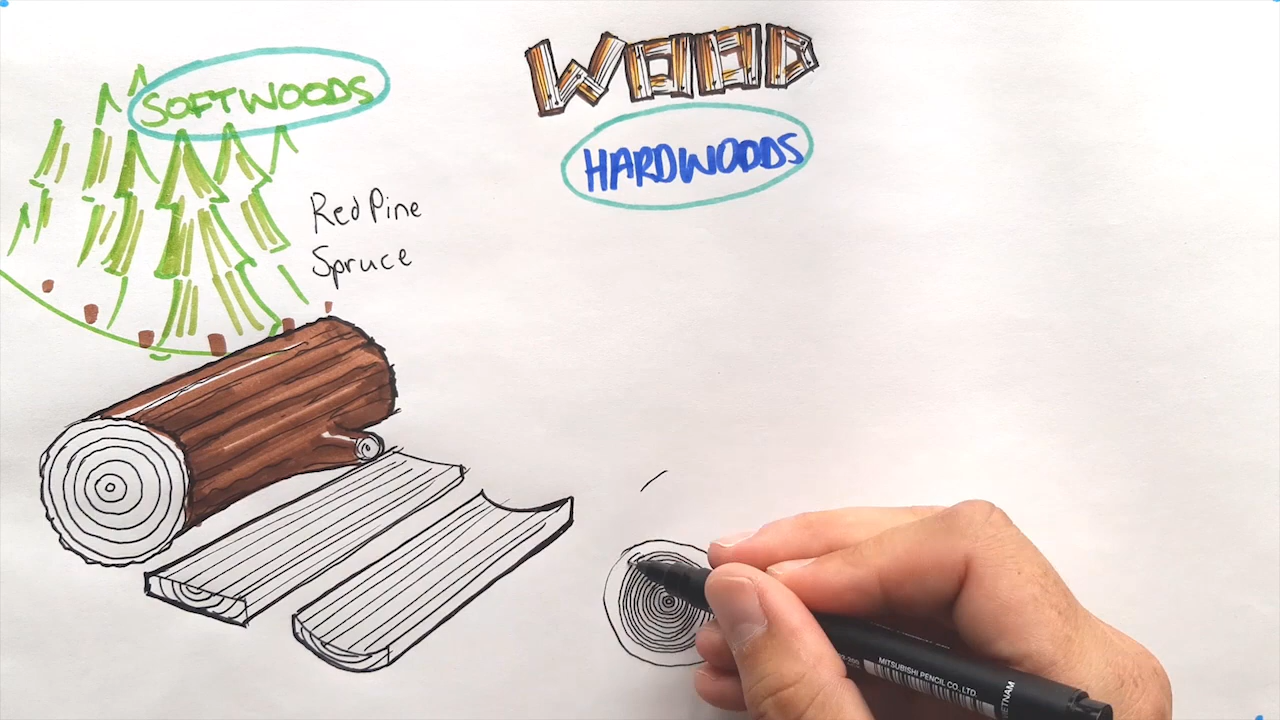 WOOD
SOFTWOODS
HARDWOODS
Red Pine
Spruce
MITSUBISHI PENCIL CO., LTD.